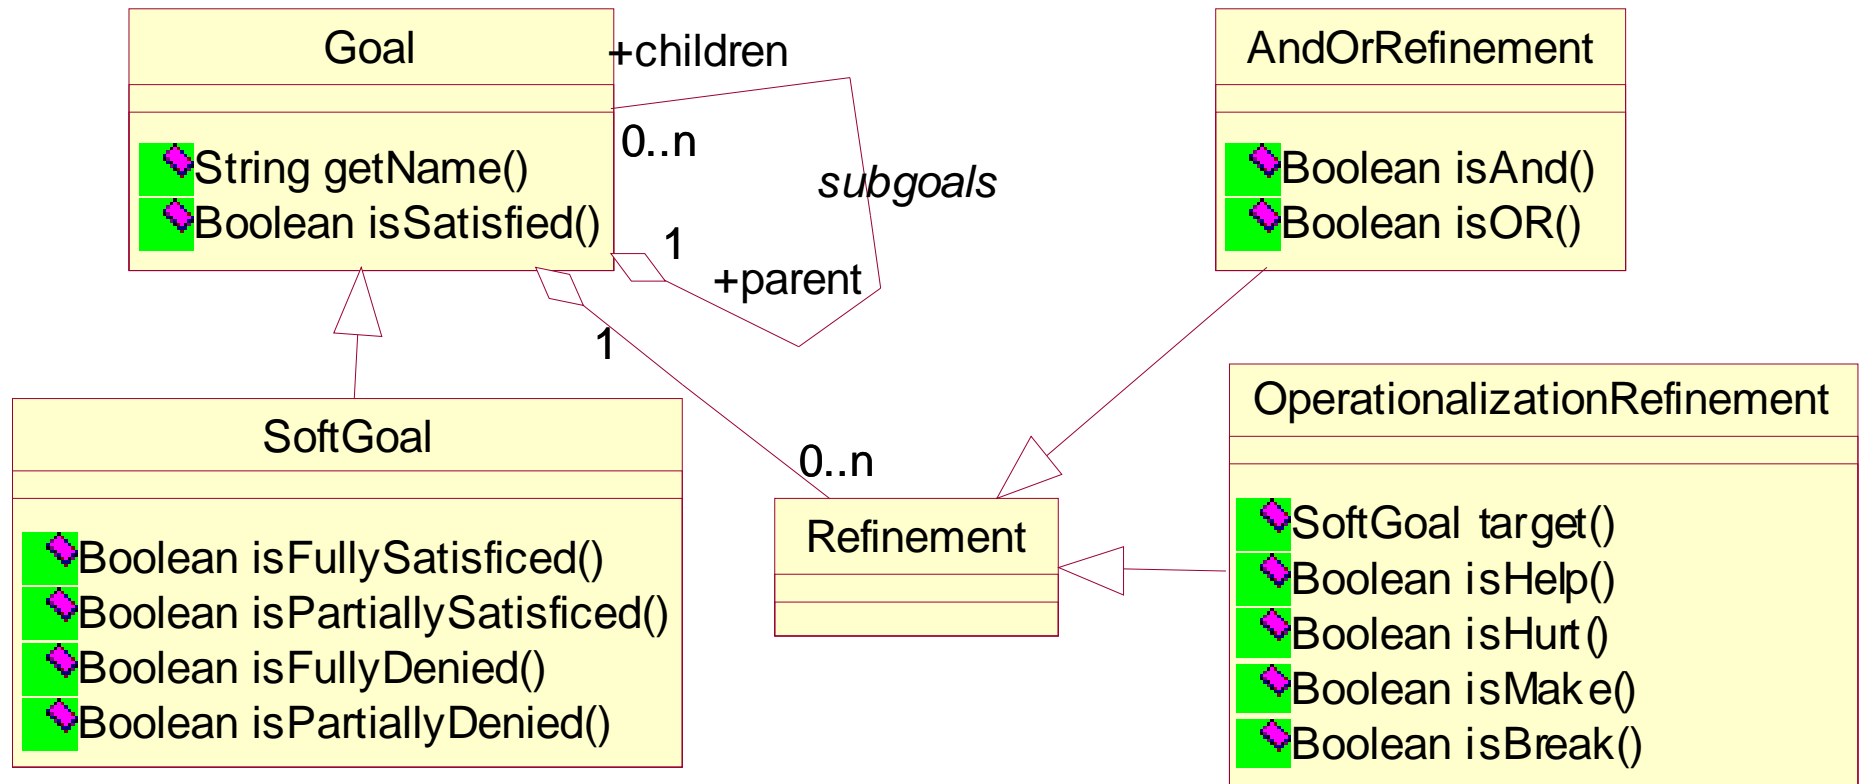 Goal
String getName()
Boolean isSatisfied()
+children
0..n
subgoals
1
+parent
1
0..n
AndOrRefinement
Boolean isAnd()
Boolean isOR()
SoftGoal
Boolean isFullySatisficed()
Boolean isPartiallySatisficed()
Boolean isFullyDenied()
Boolean isPartiallyDenied()
Refinement
OperationalizationRefinement
SoftGoal target()
Boolean isHelp()
Boolean isHurt()
Boolean isMake()
Boolean isBreak()